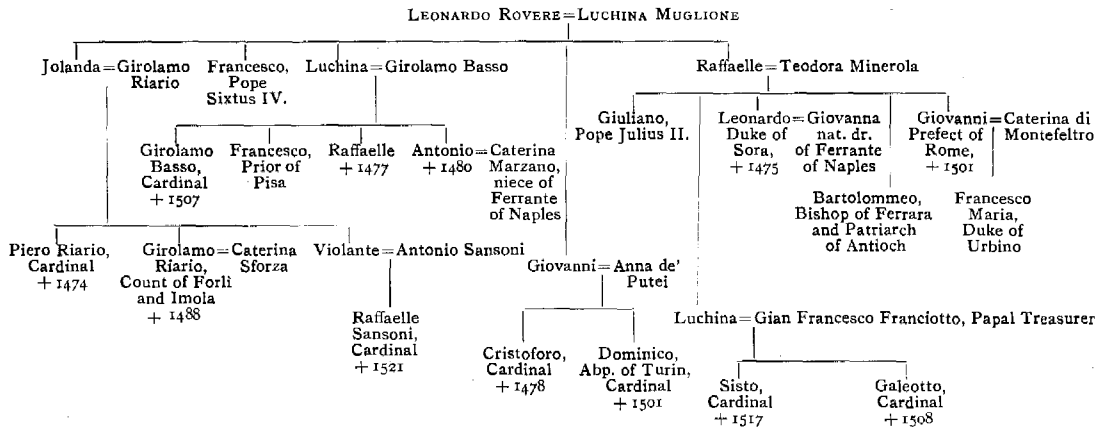 LEONARDO ROVERE=LUCHINA MUGLIONE
Jolanda=Girolamo
Riario
Francesco,
Pope
Sixtus IV.
Luchina=Girolamo Basso
Raffaelle=Teodora Minerola
Giuliano,
Pope Julius II.
Leonardo=Giovanna
Duke of nat. dr.
Sora, of Ferrante
+1475 of Naples
Giovanni=Caterina di
Prefect of Montefeltro
Rome,
+1501
Girolamo
Basso,
Cardinal
+1507
Francesco,
Prior of
Pisa
Raffaelle
+1477
Antonio=Caterina
+1480 Marzano,
niece of
Ferrante
of Naples
Bartolommeo,
Bishop of Ferrara
and Patriarch
of Antioch
Francesco
Maria,
Duke of
Urbino
Piero Riario,
Cardinal
+1474
Girolamo=Caterina
Riario, Sforza
Count of Forlì
and Imola
+1488
Violante=Antonio Sansoni
Giovanni=Anna de'
Putei
Raffaelle
Sansoni,
Cardinal
+1521
Luchina=Gian Francesco Franciotto, Papal Treasurer
Cristoforo,
Cardinal
+1478
Dominico,
Abp. of Turin,
Cardinal
+1501
Sisto,
Cardinal
+1517
Galeotto,
Cardinal
+1508